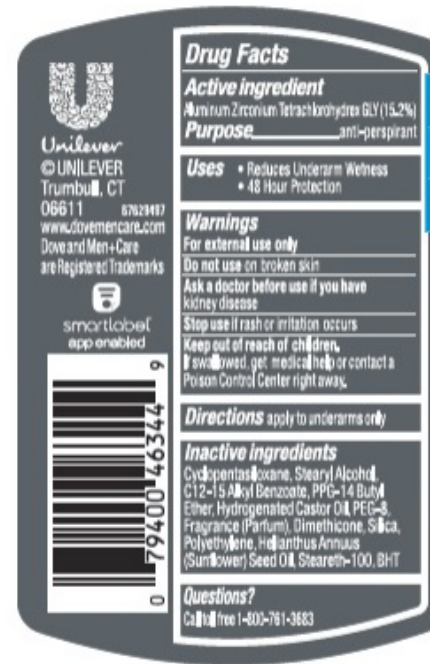 Unilever
© UNILEVER
Trumbull, CT
06611 67629497
www.dovemencare.com
Dove and Men+Care
are Registered Trademarks
smartlabel
app enabled
0 79400 46344 9
Drug Facts
Active ingredient
Aluminum Zirconium Tetrachlorohydrex GLY (15.2%)
Purpose anti-perspirant
Uses • Reduces Underarm Wetness
• 48 Hour Protection
Warnings
For external use only
Do not use on broken skin
Ask a doctor before use if you have
kidney disease
Stop use if rash or irritation occurs
Keep out of reach of children.
If swallowed, get medical help or contact a
Poison Control Center right away.
Directions apply to underarms only
Inactive ingredients
Cyclopentasiloxane, Stearyl Alcohol,
C12-15 Alkyl Benzoate, PPG-14 Butyl
Ether, Hydrogenated Castor Oil, PEG-8,
Fragrance (Parfum), Dimethicone, Silica,
Polyethylene, Helianthus Annuus
(Sunflower) Seed Oil, Steareth-100, BHT
Questions?
Call toll free 1-800-761-3683